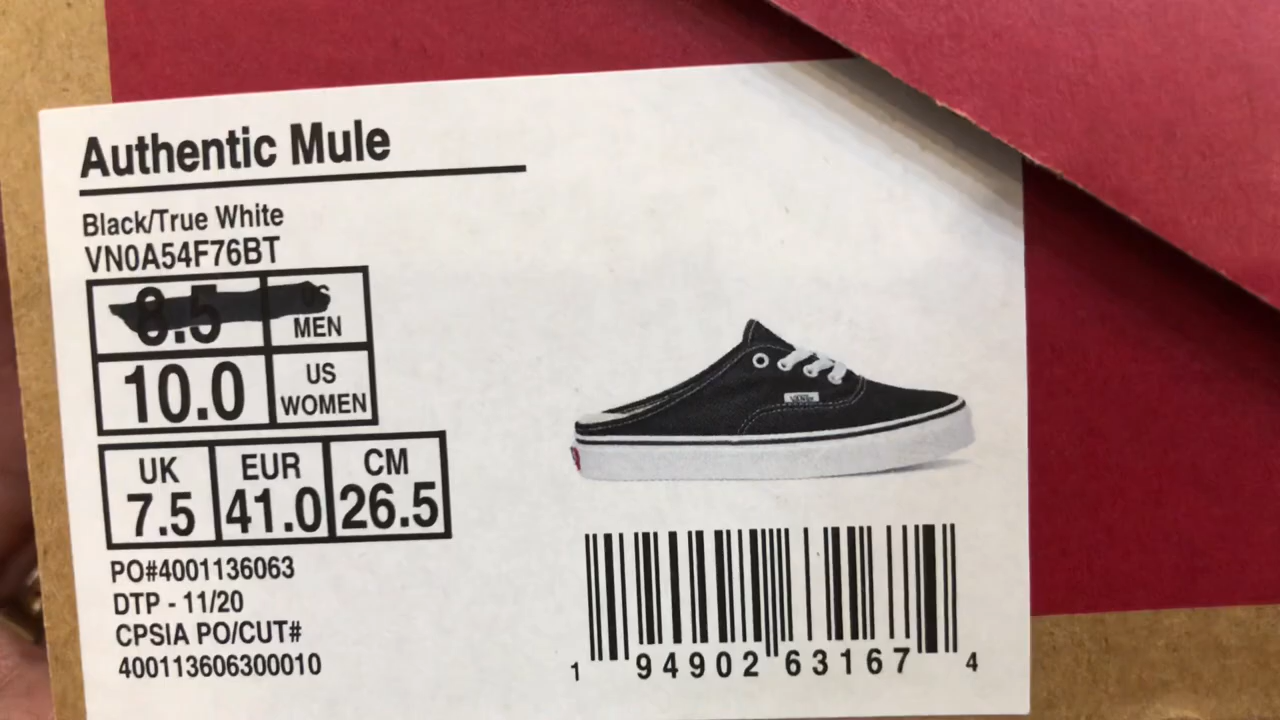 Authentic Mule
Black/True White
VN0A54F76BT
8.5 US MEN
10.0 US WOMEN
UK EUR CM
7.5 41.0 26.5
PO#4001136063
DTP - 11/20
CPSIA PO/CUT#
400113606300010
VANS
1 94902 63167 4